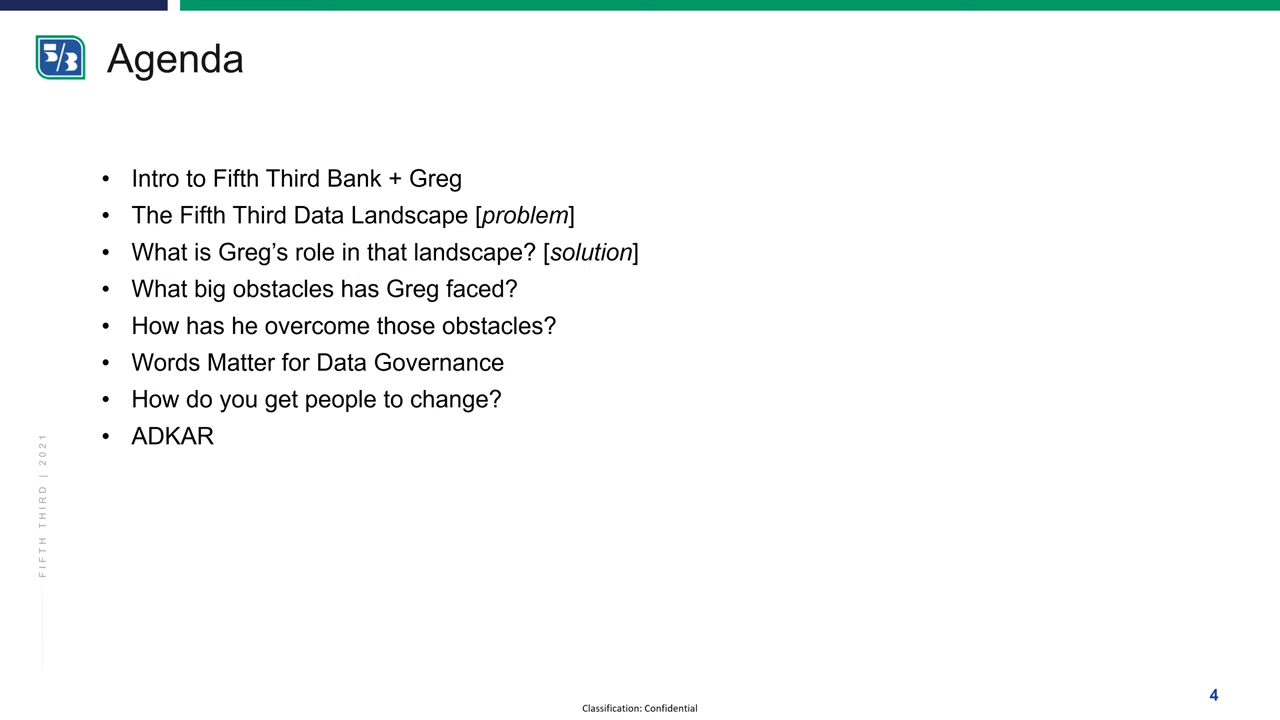 5/3
Agenda
• Intro to Fifth Third Bank + Greg
• The Fifth Third Data Landscape [problem]
• What is Greg’s role in that landscape? [solution]
• What big obstacles has Greg faced?
• How has he overcome those obstacles?
• Words Matter for Data Governance
• How do you get people to change?
• ADKAR
FIFTH THIRD | 2021
Classification: Confidential
4